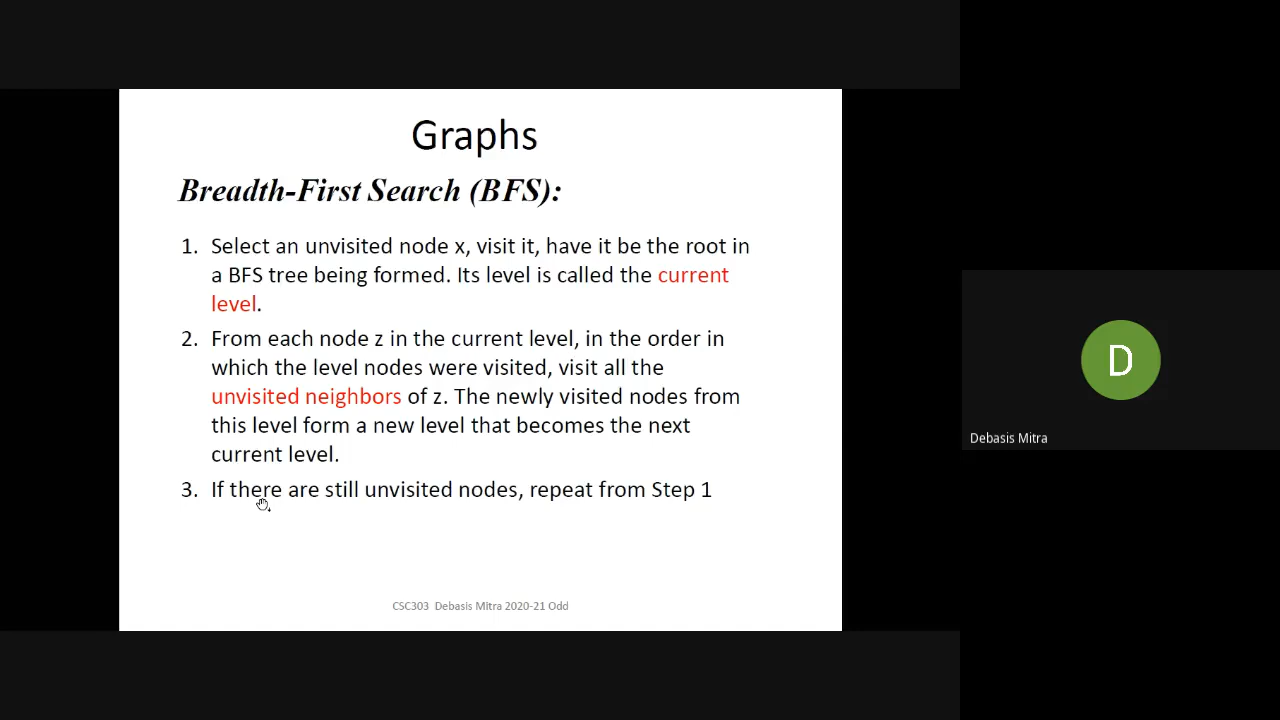 Graphs
Breadth-First Search (BFS):
1. Select an unvisited node x, visit it, have it be the root in
a BFS tree being formed. Its level is called the current
level.
2. From each node z in the current level, in the order in
which the level nodes were visited, visit all the
unvisited neighbors of z. The newly visited nodes from
this level form a new level that becomes the next
current level.
3. If there are still unvisited nodes, repeat from Step 1
CSC303 Debasis Mitra 2020-21 Odd
D
Debasis Mitra